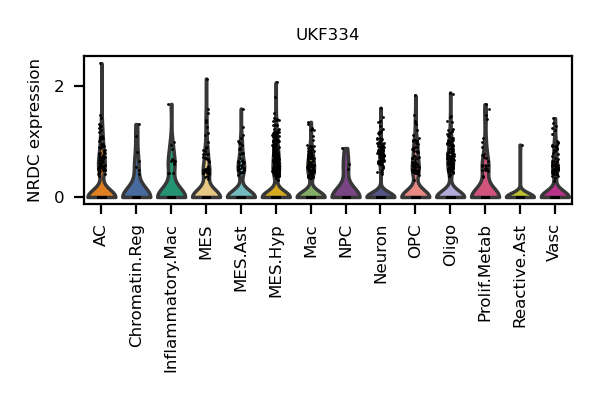 UKF334
NRDC expression
2
0
AC
Chromatin.Reg
Inflammatory.Mac
MES
MES.Ast
MES.Hyp
Mac
NPC
Neuron
OPC
Oligo
Prolif.Metab
Reactive.Ast
Vasc